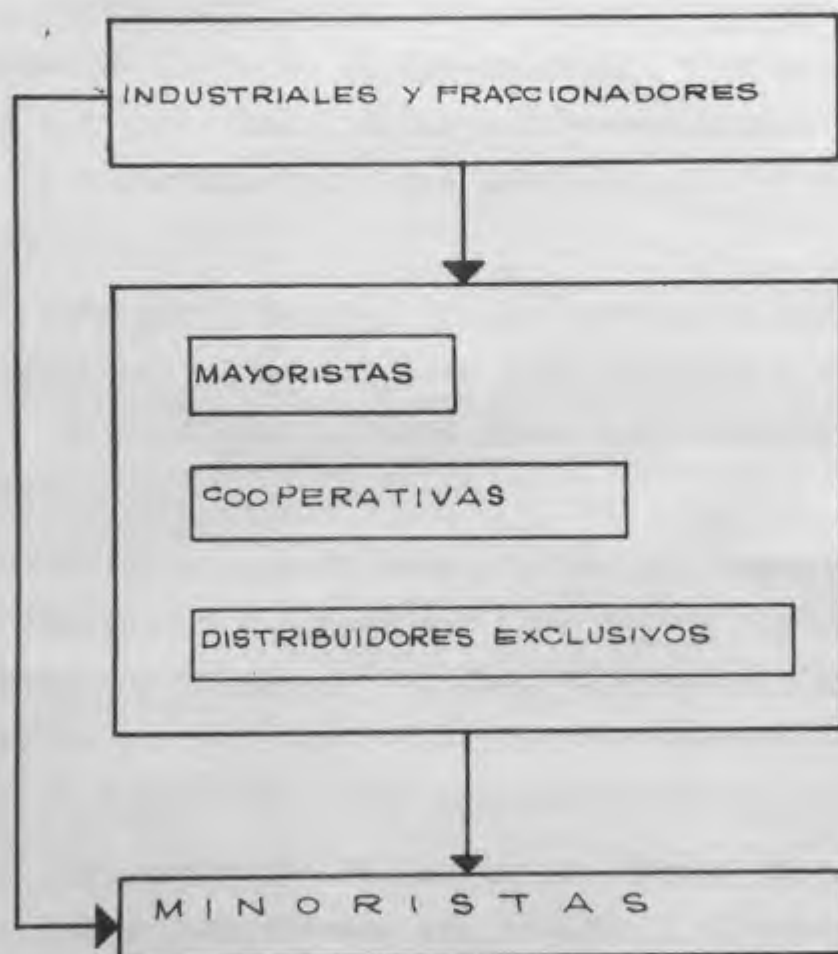 INDUSTRIALES Y FRACCIONADORES
MAYORISTAS
COOPERATIVAS
DISTRIBUIDORES EXCLUSIVOS
MINORISTAS